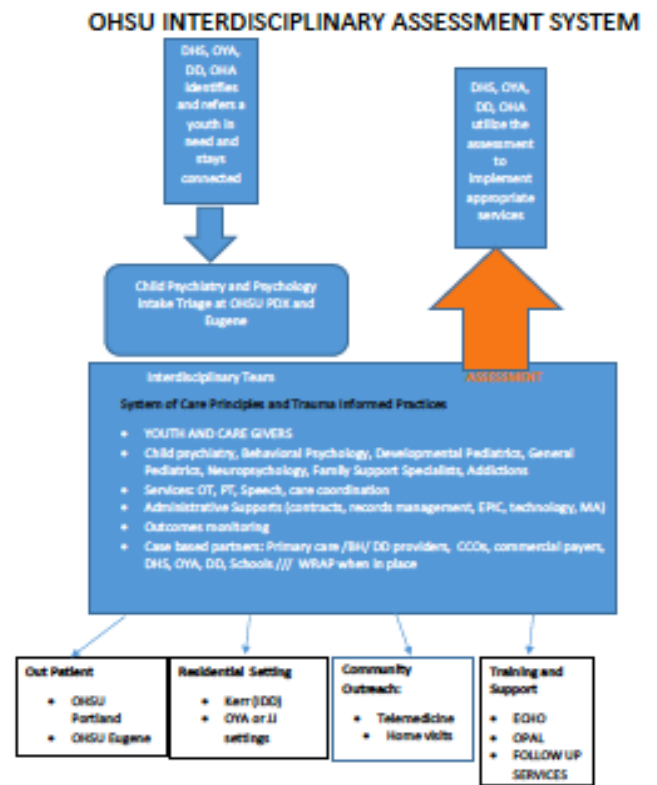 OHSU INTERDISCIPLINARY ASSESSMENT SYSTEM
DHS, OYA,
DD, OHA
identifies
and refers a
youth in
need and
stays
connected
DHS, OYA,
DD, OHA
utilize the
assessment
to
implement
appropriate
services
Child Psychiatry and Psychology
Intake Triage at OHSU PDX and
Eugene
Interdisciplinary Team
ASSESSMENT
System of Care Principles and Trauma Informed Practices
• YOUTH AND CARE GIVERS
• Child psychiatry, Behavioral Psychology, Developmental Pediatrics, General
Pediatrics, Neuropsychology, Family Support Specialists, Addictions
• Services: OT, PT, Speech, care coordination
• Administrative Supports (contracts, records management, EPIC, technology, MA)
• Outcomes monitoring
• Case based partners: Primary care /BH/ DD providers, CCOs, commercial payers,
DHS, OYA, DD, Schools /// WRAP when in place
Out Patient
• OHSU
Portland
• OHSU Eugene
Residential Setting
• Kerr (IDD)
• OYA or JJ
settings
Community
Outreach:
• Telemedicine
• Home visits
Training and
Support
• ECHO
• OPAL
• FOLLOW UP
SERVICES